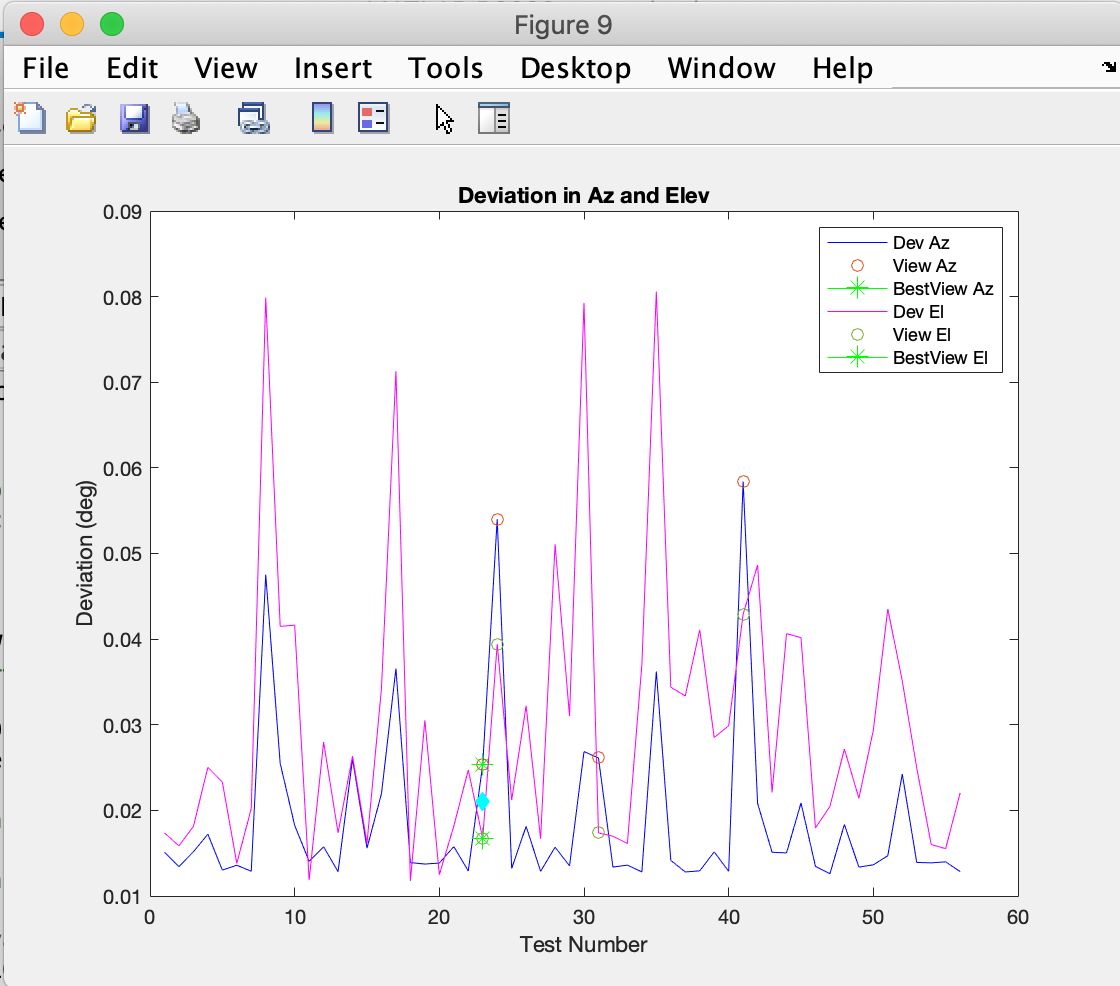 Figure 9
File Edit View Insert Tools Desktop Window Help
Deviation in Az and Elev
0.09
0.08
0.07
0.06
0.05
0.04
0.03
0.02
0.01
Deviation (deg)
0 10 20 30 40 50 60
Test Number
Dev Az
View Az
BestView Az
Dev El
View El
BestView El